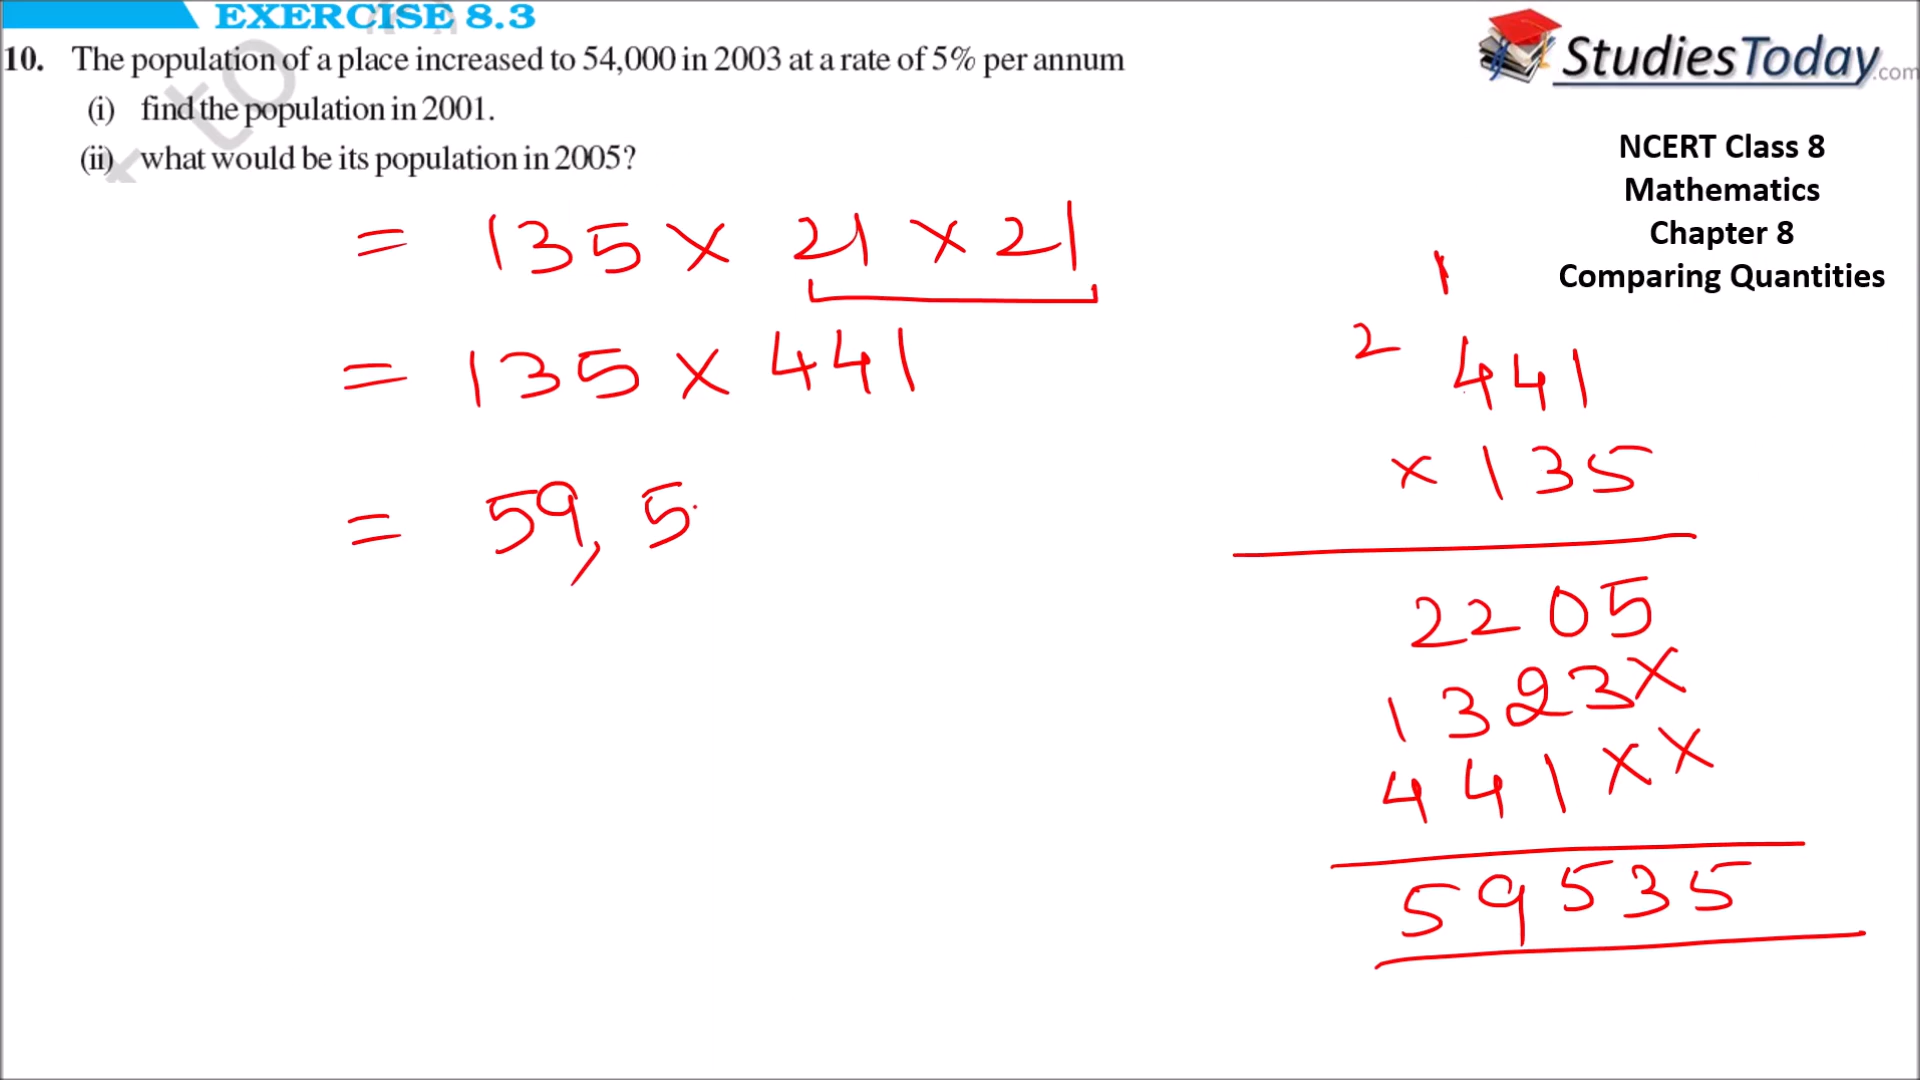 EXERCISE 8.3
10. The population of a place increased to 54,000 in 2003 at a rate of 5% per annum
(i) find the population in 2001.
(ii) what would be its population in 2005?
StudiesToday.com
NCERT Class 8
Mathematics
Chapter 8
Comparing Quantities
= 135 × 21 × 21
= 135 × 441
= 59, 5
1
2
441
× 135
2205
1323×
441××
59535
to